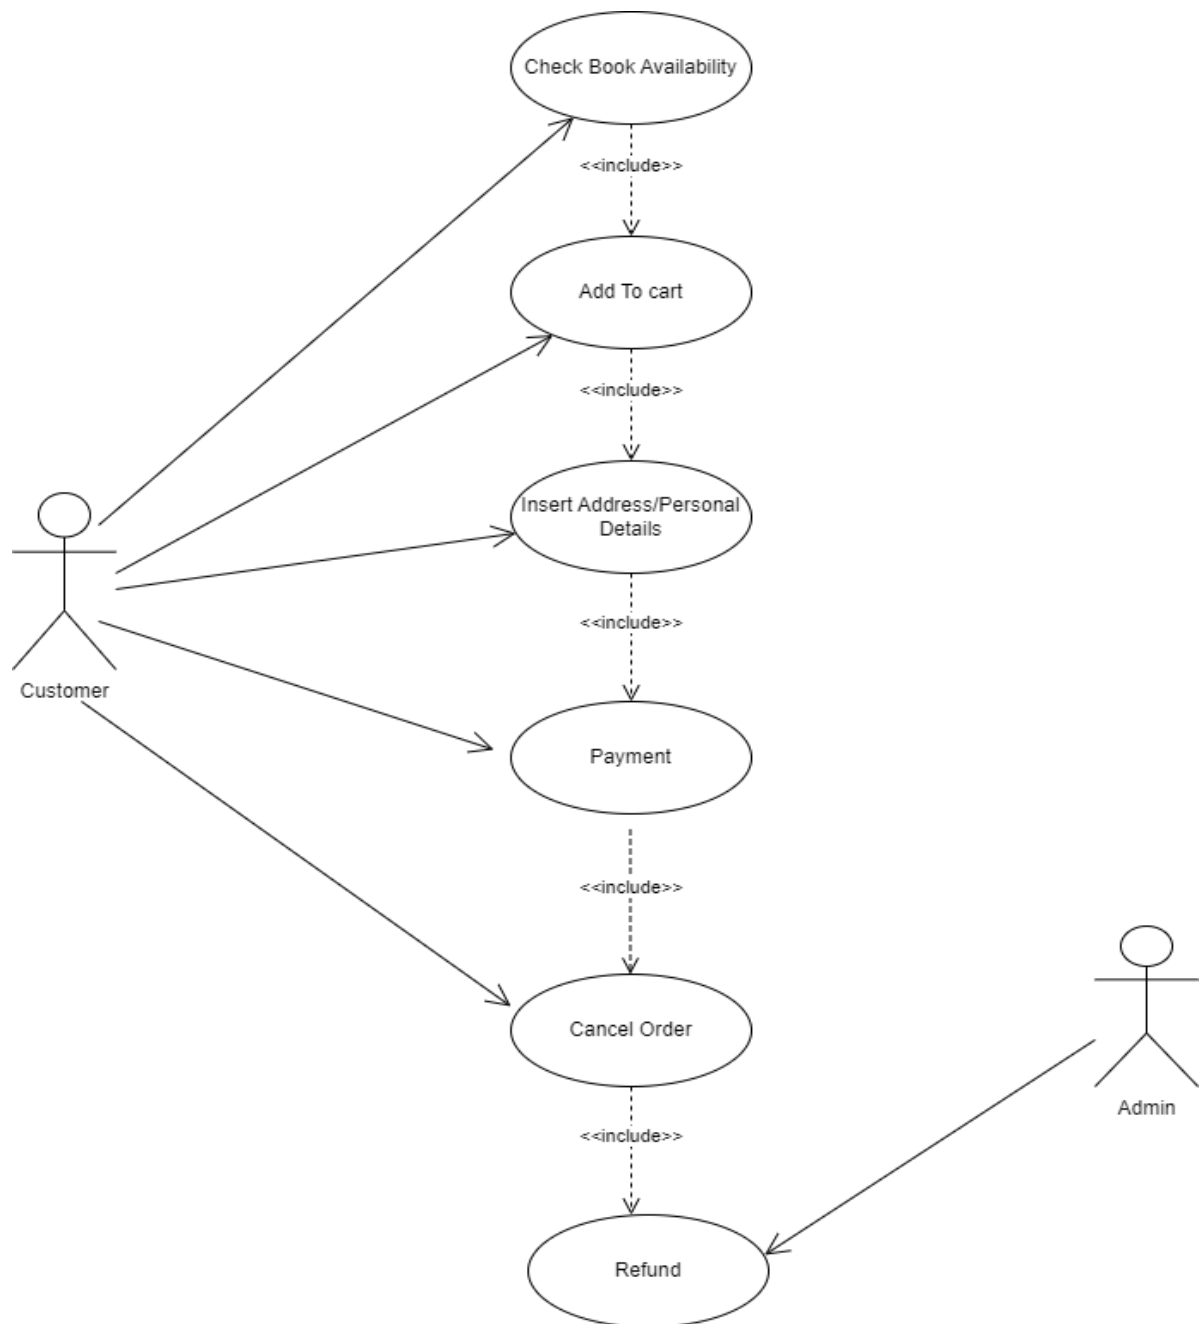 Check Book Availability
<<include>>
Add To cart
<<include>>
Insert Address/Personal
Details
<<include>>
Customer
Payment
<<include>>
Cancel Order
Admin
<<include>>
Refund